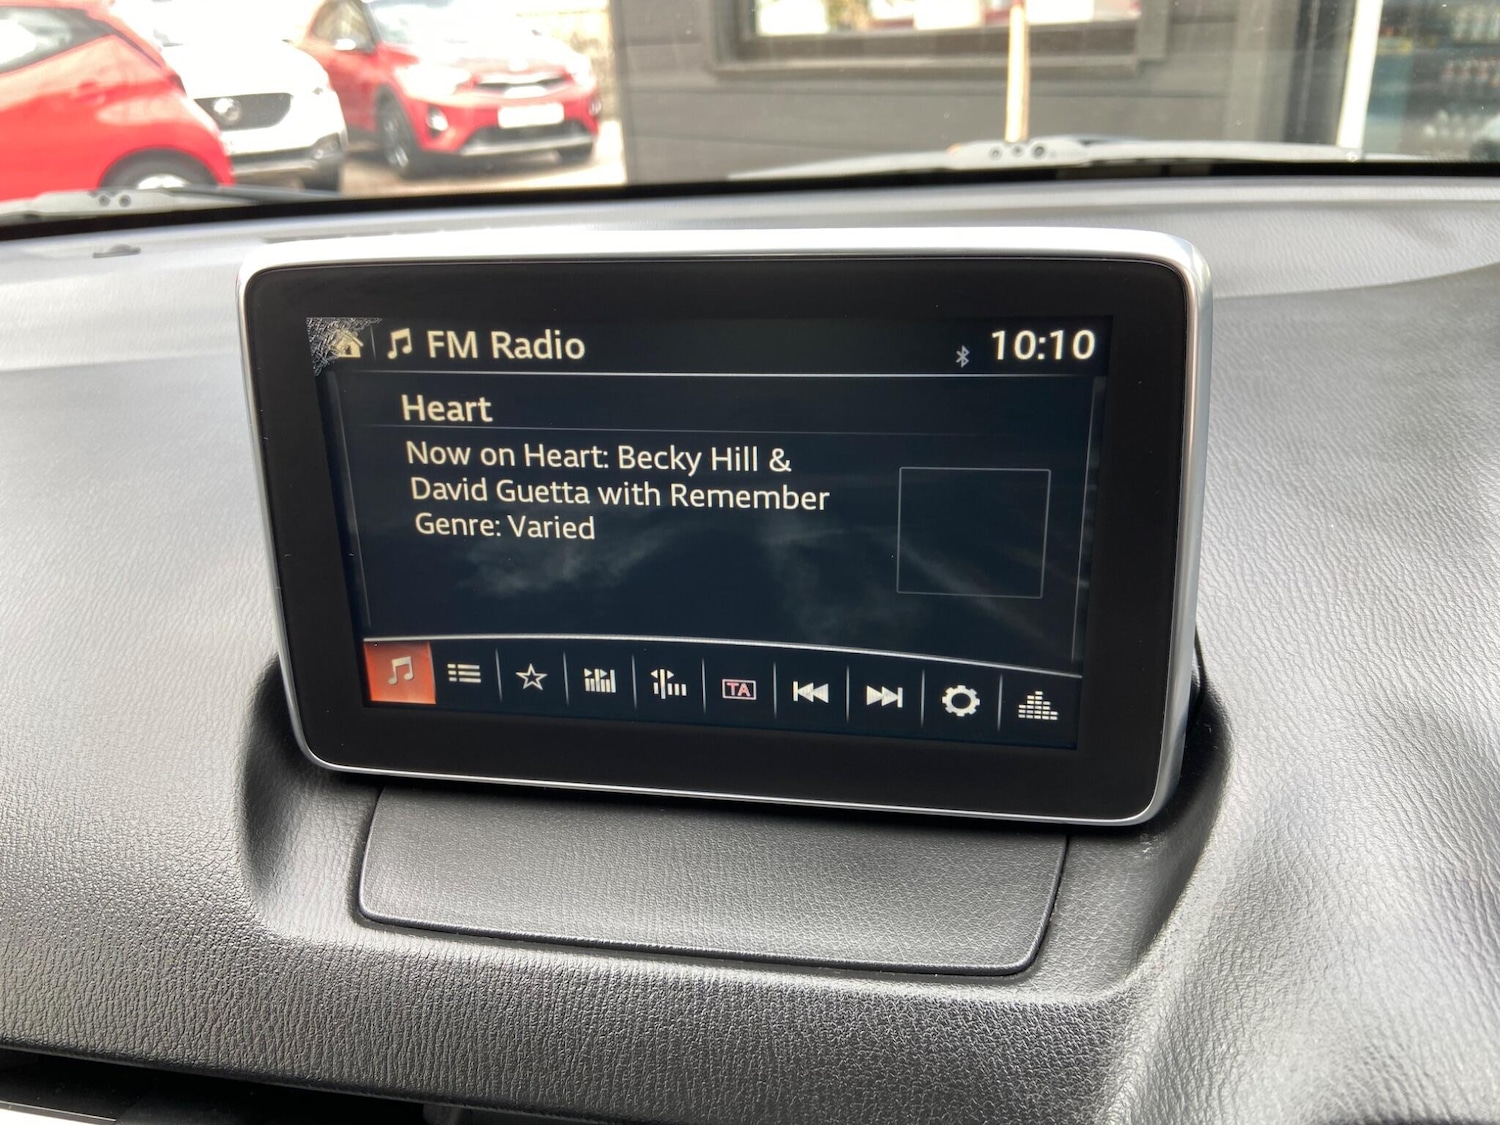 FM Radio
10:10
Heart
Now on Heart: Becky Hill &
David Guetta with Remember
Genre: Varied
TA